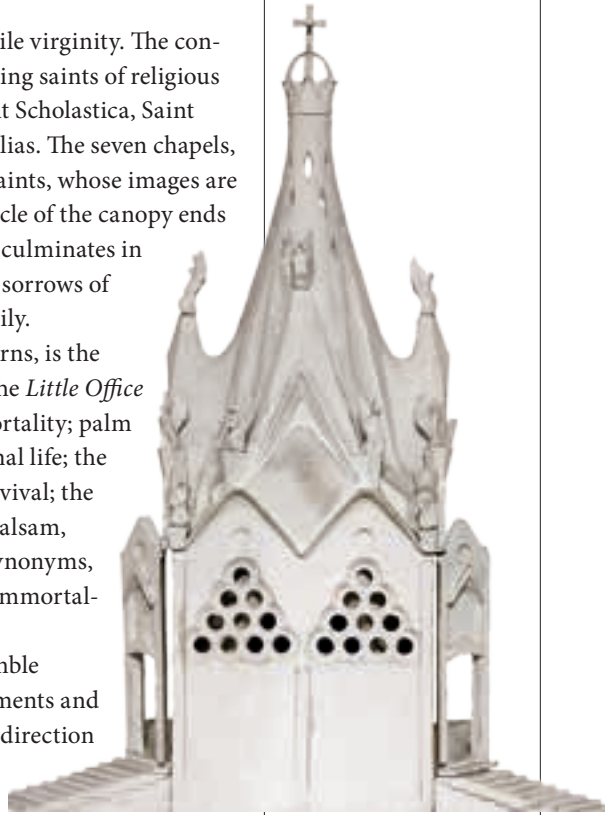 ile virginity. The con-
ing saints of religious
t Scholastica, Saint
lias. The seven chapels,
aints, whose images are
cle of the canopy ends
culminates in
sorrows of
ily.
rns, is the
ne Little Office
ortality; palm
nal life; the
vival; the
alsam,
ynonyms,
mmortal-
mble
ments and
direction